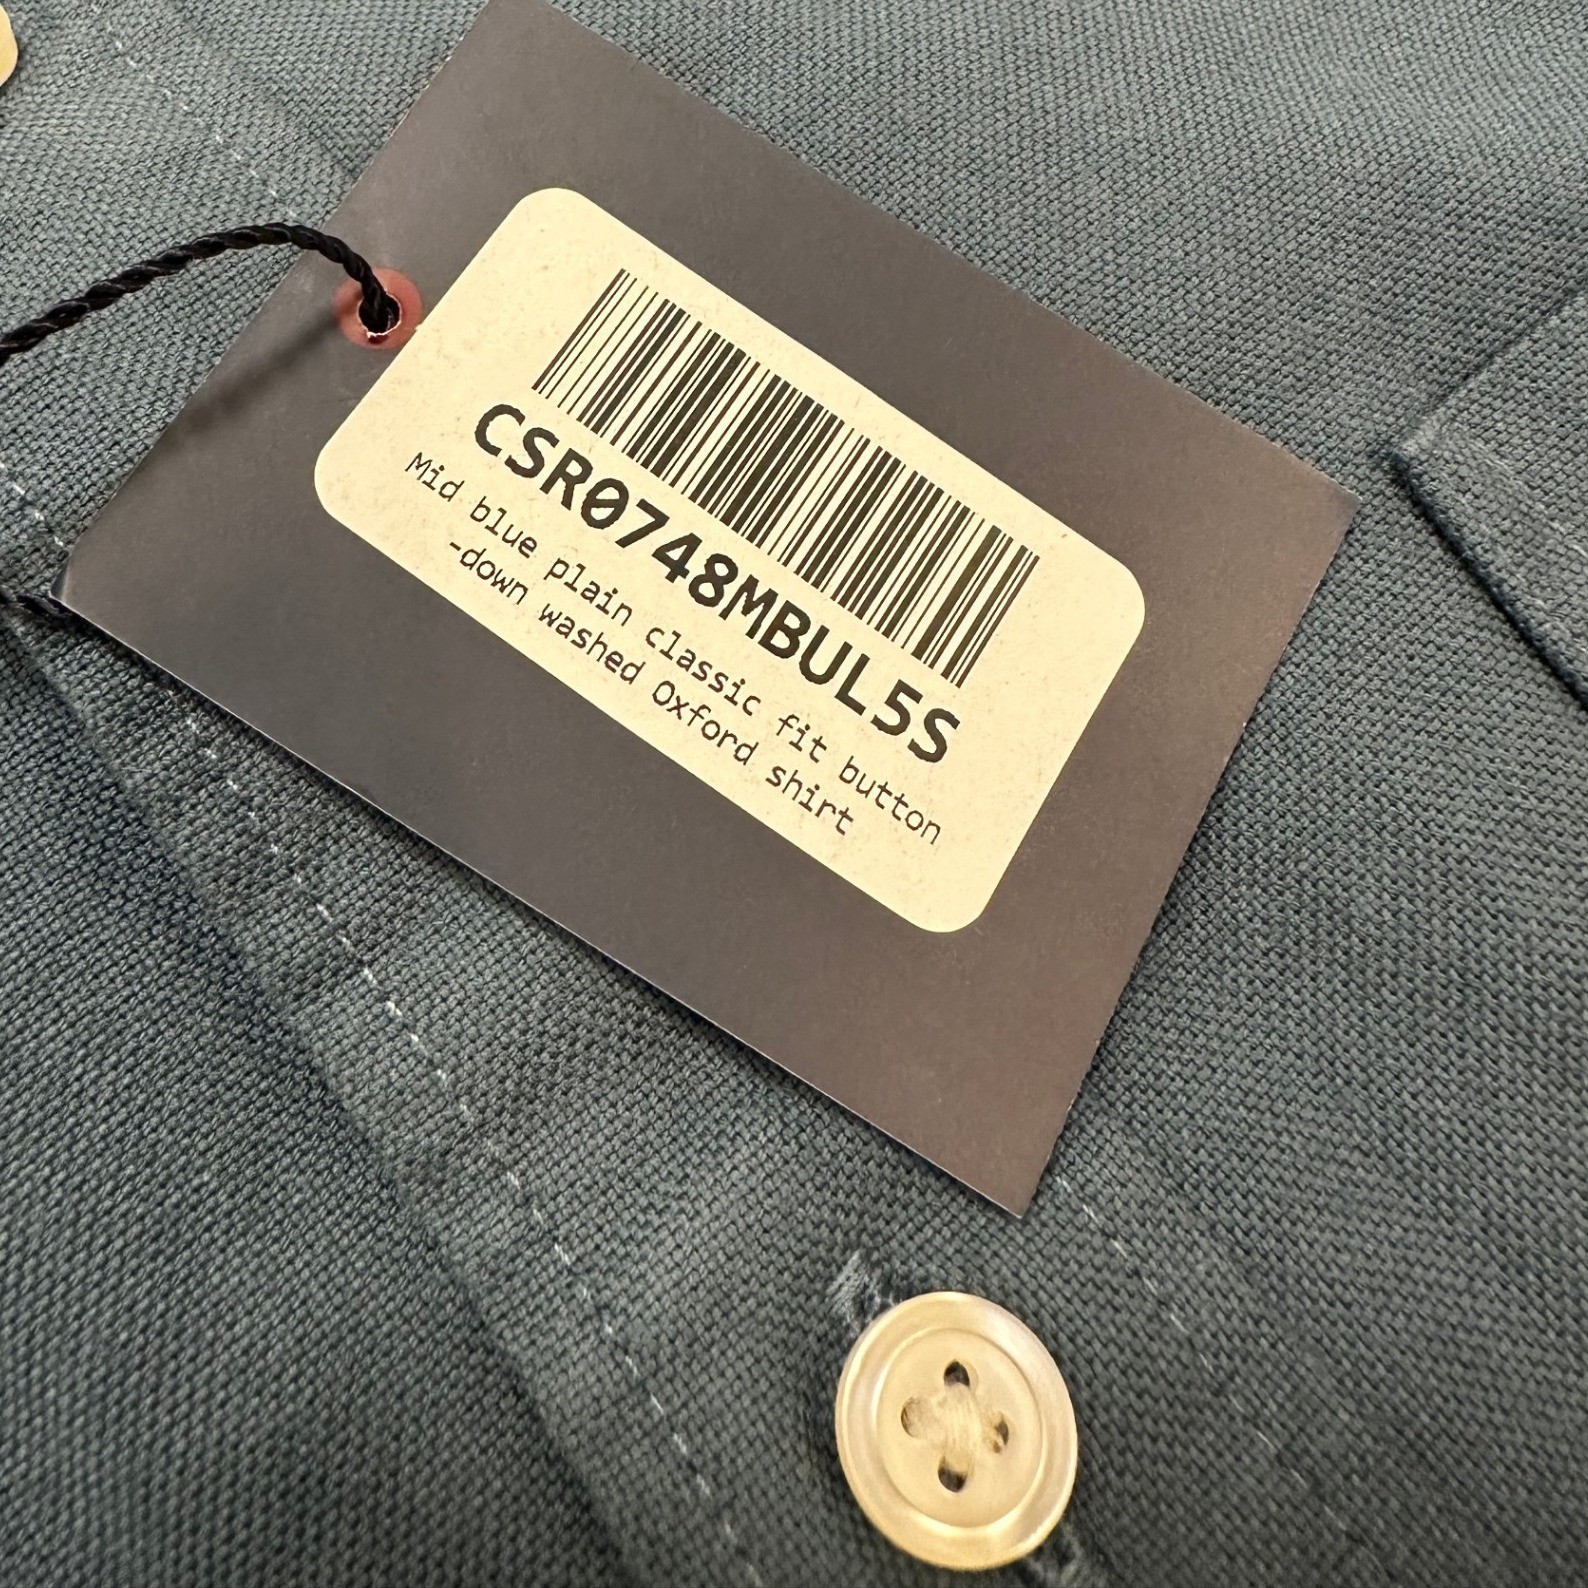 CSR0748MBUL5S
Mid blue plain classic fit button
-down washed Oxford shirt